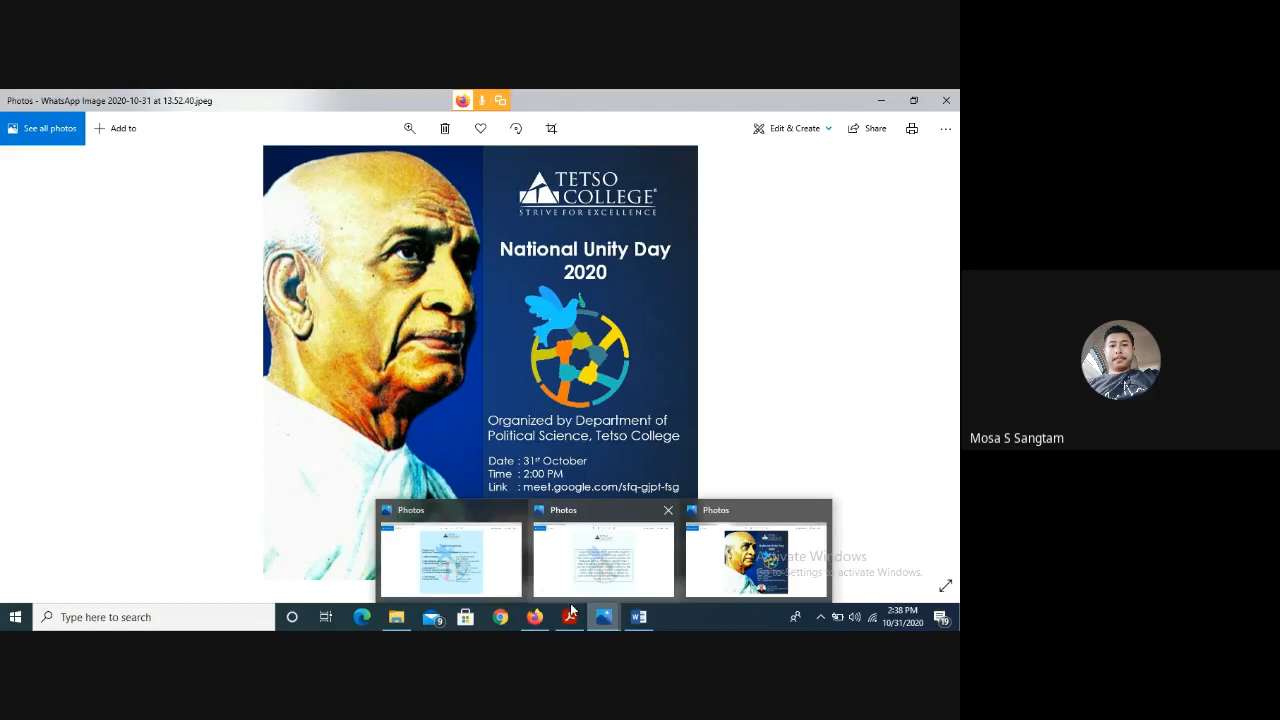 Photos - WhatsApp Image 2020-10-31 at 13.52.40.jpeg
See all photos
Add to
Edit & Create
Share
TETSO
COLLEGE
STRIVE FOR EXCELLENCE
National Unity Day
2020
Organized by Department of
Political Science, Tetso College
Date : 31st October
Time : 2:00 PM
Link : meet.google.com/sfq-gjpt-fsg
Mosa S Sangtam
Photos
Photos
Photos
Activate Windows
Go to Settings to activate Windows.
Type here to search
9
2:38 PM
10/31/2020
19